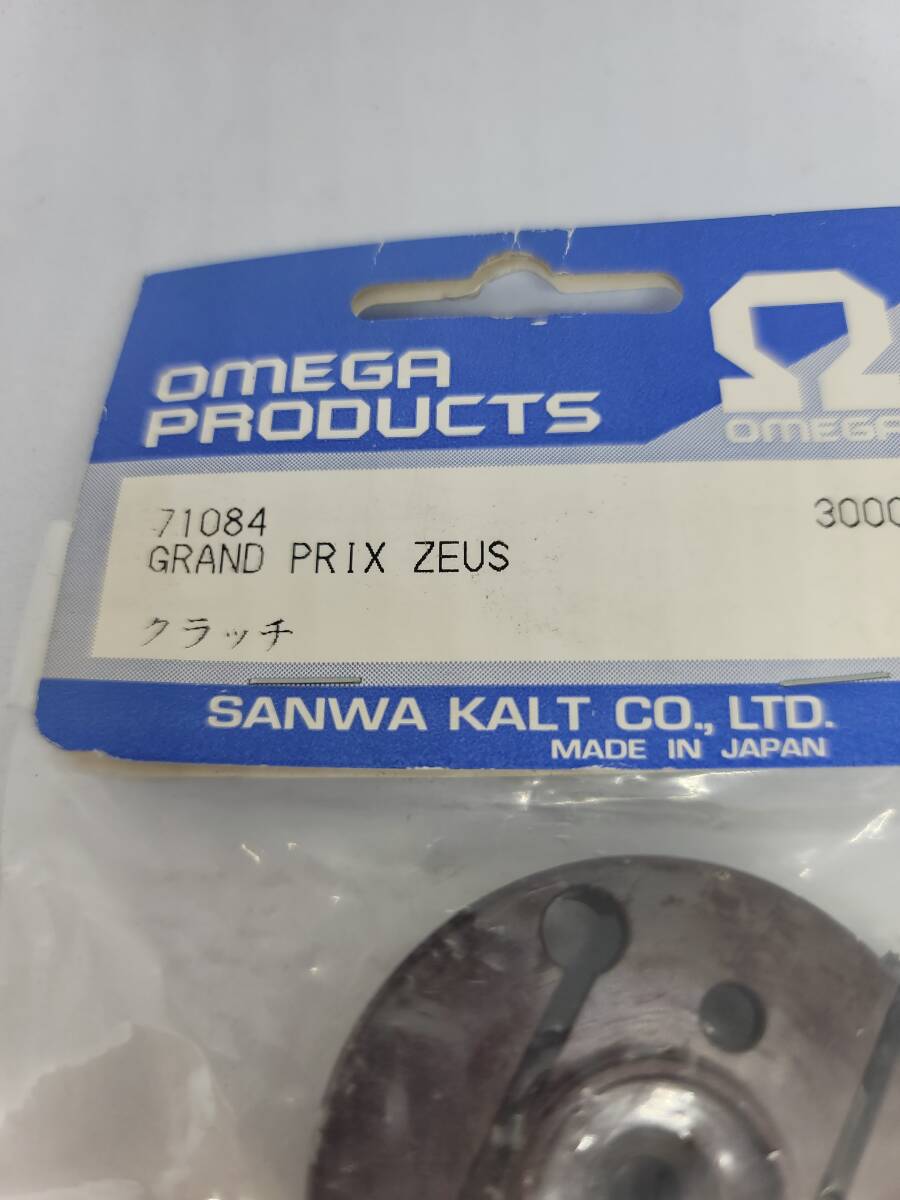 OMEGA
PRODUCTS
OMEGA
71084
3000
GRAND PRIX ZEUS
クラッチ
SANWA KALT CO., LTD.
MADE IN JAPAN